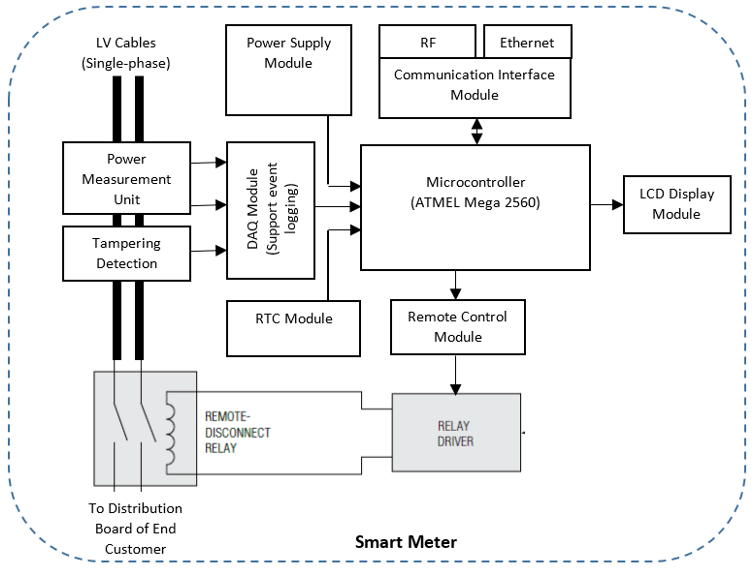 LV Cables
(Single-phase)
Power Supply
Module
RF
Ethernet
Communication Interface
Module
Power
Measurement
Unit
DAQ Module
(Support event
logging)
Microcontroller
(ATMEL Mega 2560)
LCD Display
Module
Tampering
Detection
RTC Module
Remote Control
Module
REMOTE-
DISCONNECT
RELAY
RELAY
DRIVER
To Distribution
Board of End
Customer
Smart Meter